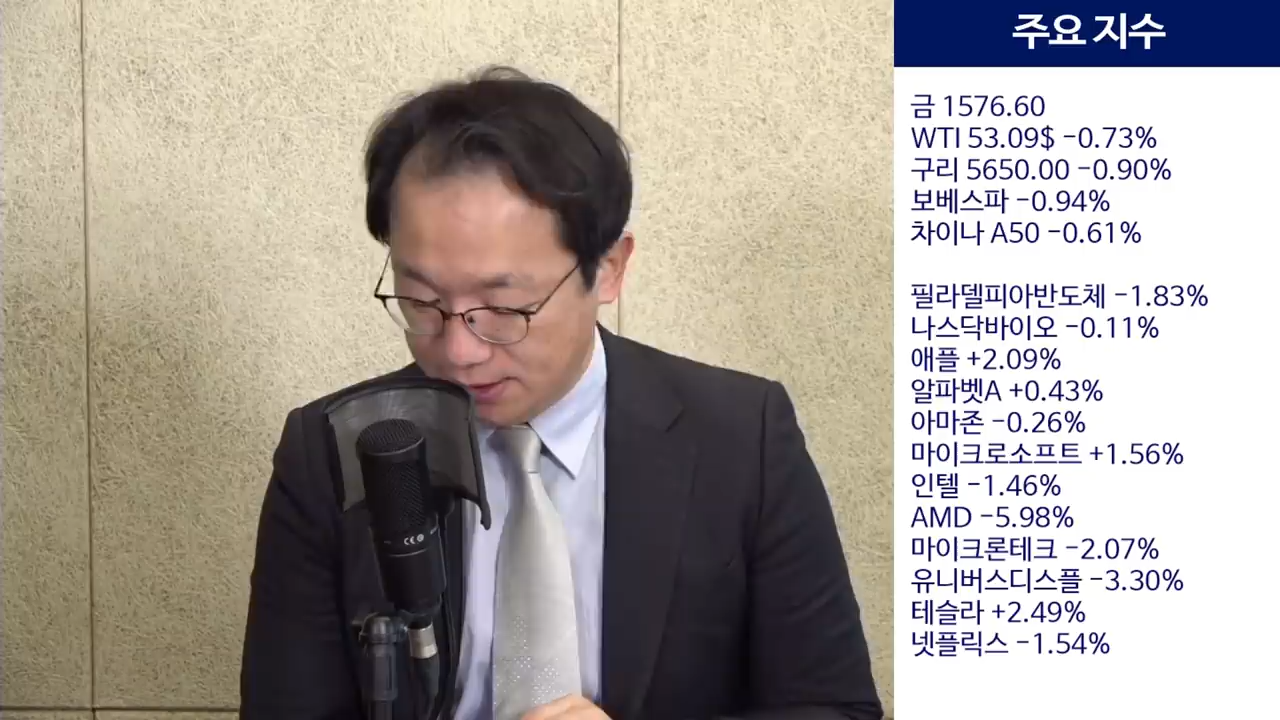 주요 지수
금 1576.60
WTI 53.09$ -0.73%
구리 5650.00 -0.90%
보베스파 -0.94%
차이나 A50 -0.61%
필라델피아반도체 -1.83%
나스닥바이오 -0.11%
애플 +2.09%
알파벳A +0.43%
아마존 -0.26%
마이크로소프트 +1.56%
인텔 -1.46%
AMD -5.98%
마이크론테크 -2.07%
유니버스디스플 -3.30%
테슬라 +2.49%
넷플릭스 -1.54%
CE